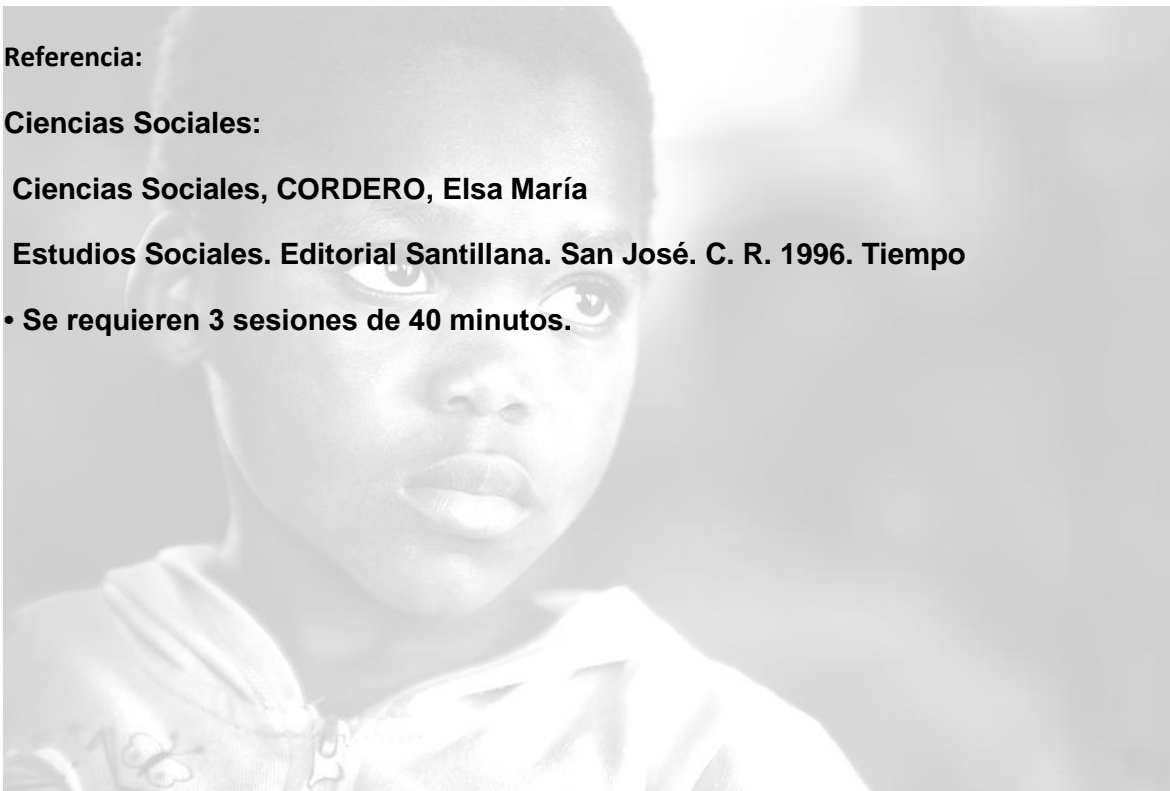 Referencia:
Ciencias Sociales:
Ciencias Sociales, CORDERO, Elsa María
Estudios Sociales. Editorial Santillana. San José. C. R. 1996. Tiempo
• Se requieren 3 sesiones de 40 minutos.